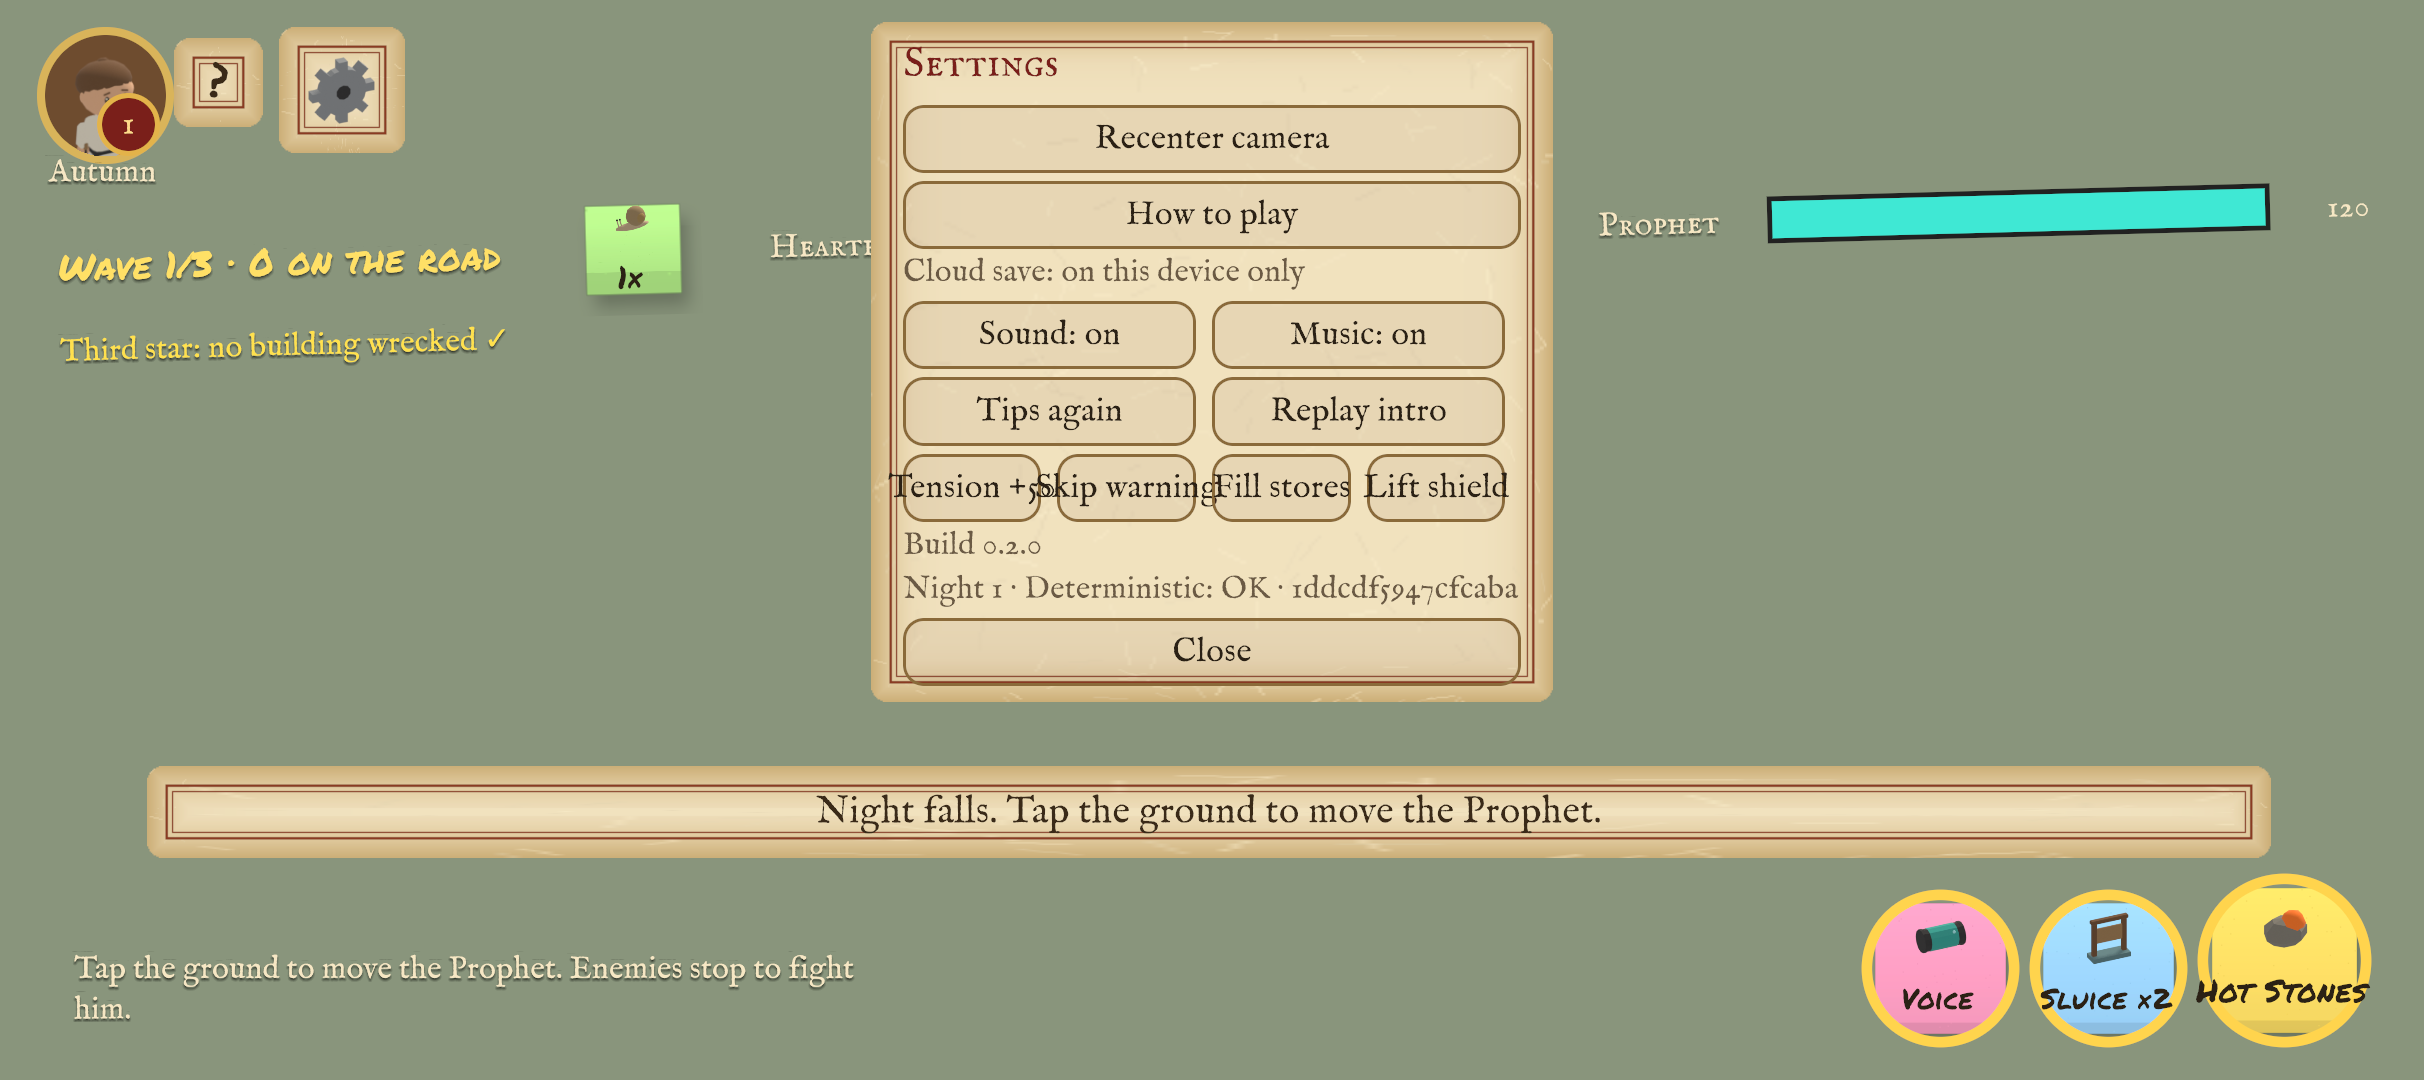 1
?
Autumn
Wave 1/3 · 0 on the road
Third star: no building wrecked ✓
1x
Settings
Recenter camera
How to play
Cloud save: on this device only
Sound: on
Music: on
Tips again
Replay intro
Tension +50
Skip warning
Fill stores
Lift shield
Build 0.2.0
Night 1 · Deterministic: OK · 1ddcdf5947cfcaba
Close
Prophet
120
Night falls. Tap the ground to move the Prophet.
Tap the ground to move the Prophet. Enemies stop to fight
him.
Voice
Sluice x2
Hot Stones